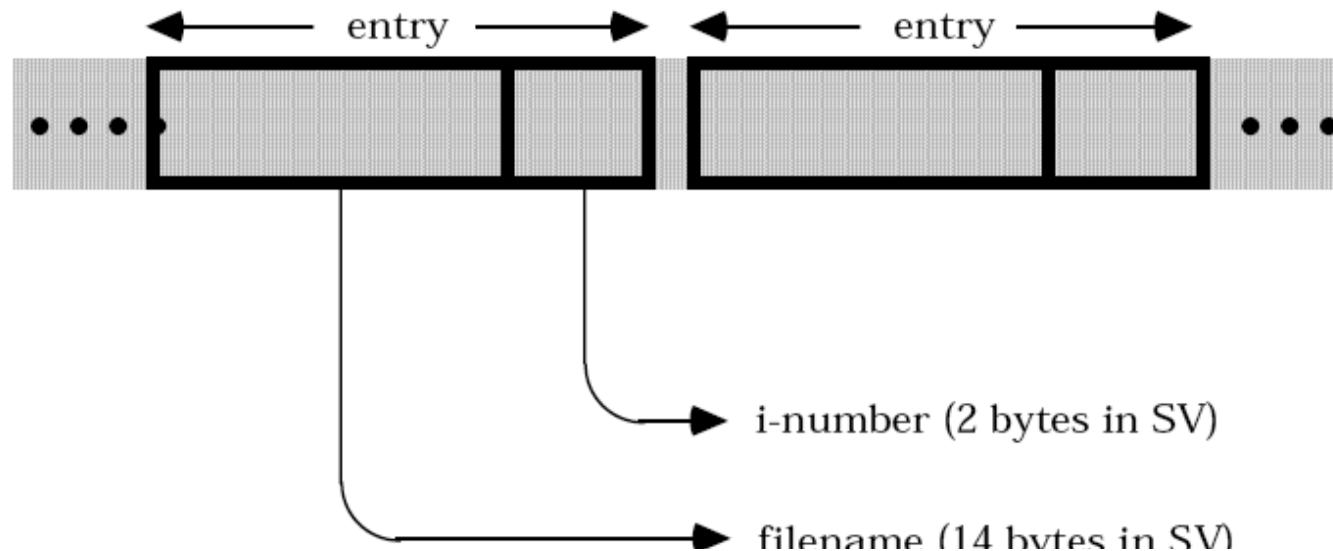 entry entry
i-number (2 bytes in SV)
filename (14 bytes in SV)